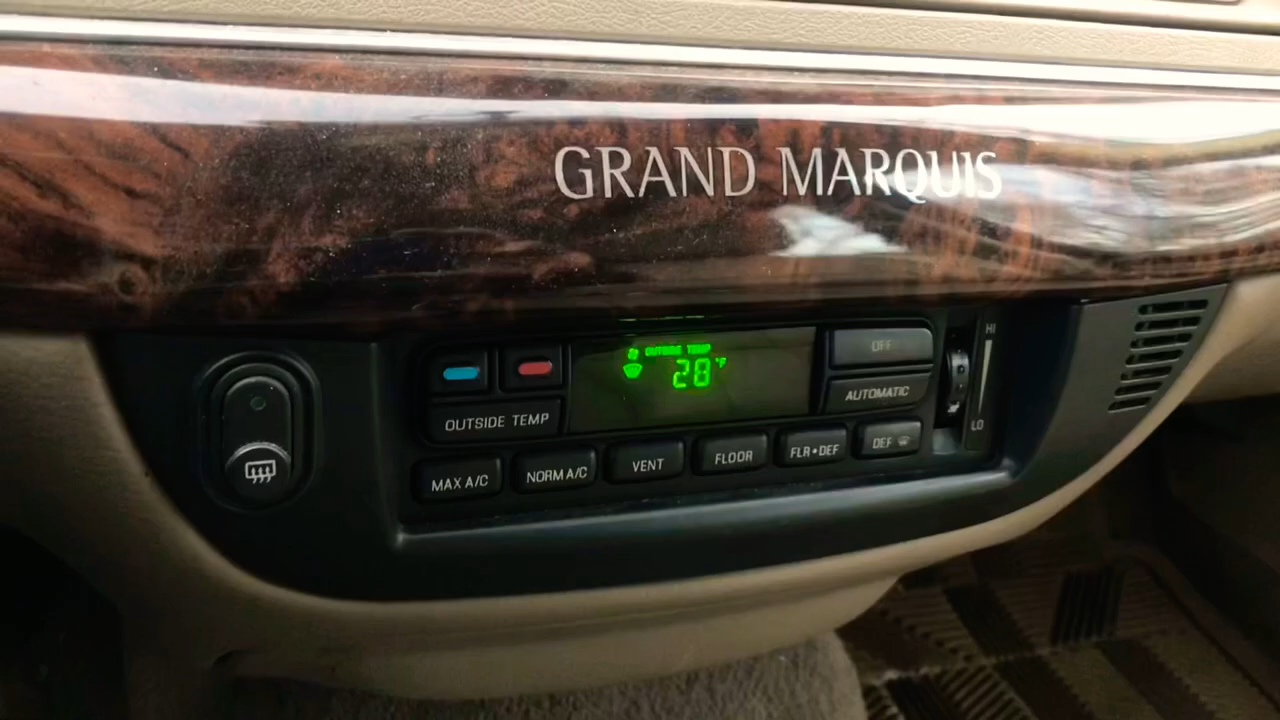 GRAND MARQUIS
OUTSIDE TEMP
28°F
OFF
HI
AUTOMATIC
OUTSIDE TEMP
LO
MAX A/C
NORM A/C
VENT
FLOOR
FLR•DEF
DEF